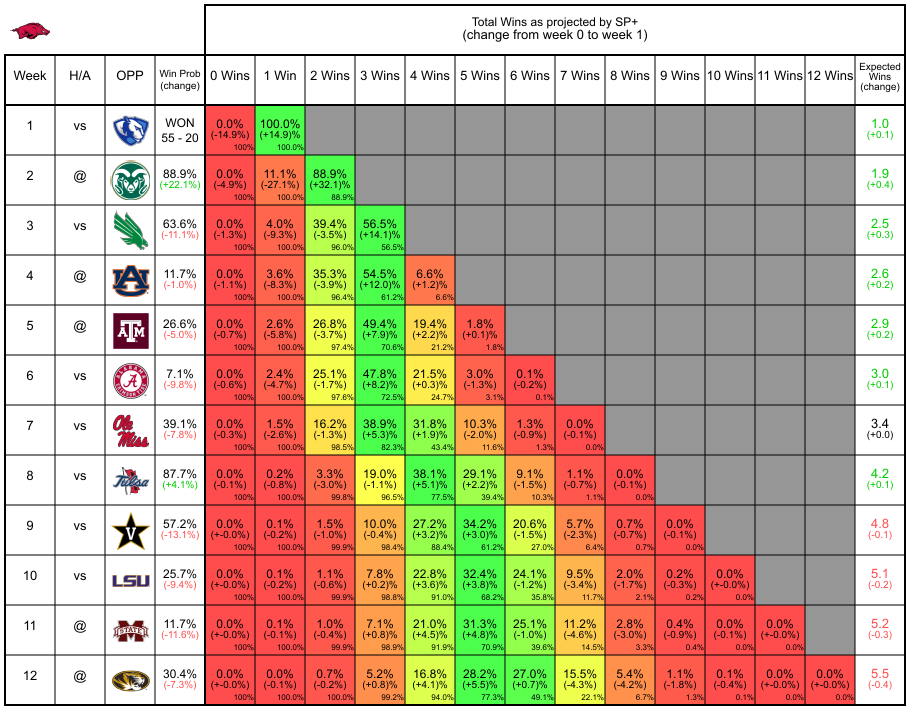 Total Wins as projected by SP+
(change from week 0 to week 1)
Week H/A OPP Win Prob (change) 0 Wins 1 Win 2 Wins 3 Wins 4 Wins 5 Wins 6 Wins 7 Wins 8 Wins 9 Wins 10 Wins 11 Wins 12 Wins Expected Wins (change)
1 vs WON 0.0% 100.0% 1.0
55 - 20 (-14.9%) (+14.9)% (+0.1)
100% 100.0%
2 @ 88.9% 0.0% 11.1% 88.9% 1.9
(+22.1%) (-4.9%) (-27.1%) (+32.1)% (+0.4)
100% 100.0% 88.9%
3 vs 63.6% 0.0% 4.0% 39.4% 56.5% 2.5
(-11.1%) (-1.3%) (-9.3%) (-3.5%) (+14.1)% (+0.3)
100% 100.0% 96.0% 56.5%
4 @ AU 11.7% 0.0% 3.6% 35.3% 54.5% 6.6% 2.6
(-1.0%) (-1.1%) (-8.3%) (-3.9%) (+12.0)% (+1.2)% (+0.2)
100% 100.0% 96.4% 61.2% 6.6%
5 @ ATM 26.6% 0.0% 2.6% 26.8% 49.4% 19.4% 1.8% 2.9
(-5.0%) (-0.7%) (-5.8%) (-3.7%) (+7.9)% (+2.2)% (+0.1)% (+0.2)
100% 100.0% 97.4% 70.6% 21.2% 1.8%
6 vs A 7.1% 0.0% 2.4% 25.1% 47.8% 21.5% 3.0% 0.1% 3.0
(-9.8%) (-0.6%) (-4.7%) (-1.7%) (+8.2)% (+0.3)% (-1.3%) (-0.2%) (+0.1)
100% 100.0% 97.6% 72.5% 24.7% 3.1% 0.1%
7 vs Ole Miss 39.1% 0.0% 1.5% 16.2% 38.9% 31.8% 10.3% 1.3% 0.0% 3.4
(-7.8%) (-0.3%) (-2.6%) (-1.3%) (+5.3)% (+1.9)% (-2.0%) (-0.9%) (-0.1%) (+0.0)
100% 100.0% 98.5% 82.3% 43.4% 11.6% 1.3% 0.0%
8 vs Tulsa 87.7% 0.0% 0.2% 3.3% 19.0% 38.1% 29.1% 9.1% 1.1% 0.0% 4.2
(+4.1%) (-0.1%) (-0.8%) (-3.0%) (-1.1%) (+5.1)% (+2.2)% (-1.5%) (-0.7%) (-0.1%) (+0.1)
100% 100.0% 99.8% 96.5% 77.5% 39.4% 10.3% 1.1% 0.0%
9 vs V 57.2% 0.0% 0.1% 1.5% 10.0% 27.2% 34.2% 20.6% 5.7% 0.7% 0.0% 4.8
(-13.1%) (+-0.0%) (-0.2%) (-1.0%) (-0.4%) (+3.2)% (+3.0)% (-1.5%) (-2.3%) (-0.7%) (-0.1%) (-0.1)
100% 100.0% 99.9% 98.4% 88.4% 61.2% 27.0% 6.4% 0.7% 0.0%
10 vs LSU 25.7% 0.0% 0.1% 1.1% 7.8% 22.8% 32.4% 24.1% 9.5% 2.0% 0.2% 0.0% 5.1
(-9.4%) (+-0.0%) (-0.2%) (-0.6%) (+0.2)% (+3.6)% (+3.8)% (-1.2%) (-3.4%) (-1.7%) (-0.3%) (+-0.0%) (-0.2)
100% 100.0% 99.9% 98.8% 91.0% 68.2% 35.8% 11.7% 2.1% 0.2% 0.0%
11 @ M STATE 11.7% 0.0% 0.1% 1.0% 7.1% 21.0% 31.3% 25.1% 11.2% 2.8% 0.4% 0.0% 0.0% 5.2
(-11.6%) (+-0.0%) (-0.1%) (-0.4%) (+0.8)% (+4.5)% (+4.8)% (-1.0%) (-4.6%) (-3.0%) (-0.9%) (-0.1%) (+-0.0%) (-0.3)
100% 100.0% 99.9% 98.9% 91.9% 70.9% 39.6% 14.5% 3.3% 0.4% 0.0% 0.0%
12 @ 30.4% 0.0% 0.0% 0.7% 5.2% 16.8% 28.2% 27.0% 15.5% 5.4% 1.1% 0.1% 0.0% 0.0% 5.5
(-7.3%) (+-0.0%) (-0.1%) (-0.2%) (+0.8)% (+4.1)% (+5.5)% (+0.7)% (-4.3%) (-4.2%) (-1.8%) (-0.4%) (+-0.0%) (+-0.0%) (-0.4)
100% 100.0% 100.0% 99.2% 94.0% 77.3% 49.1% 22.1% 6.7% 1.3% 0.1% 0.0% 0.0%